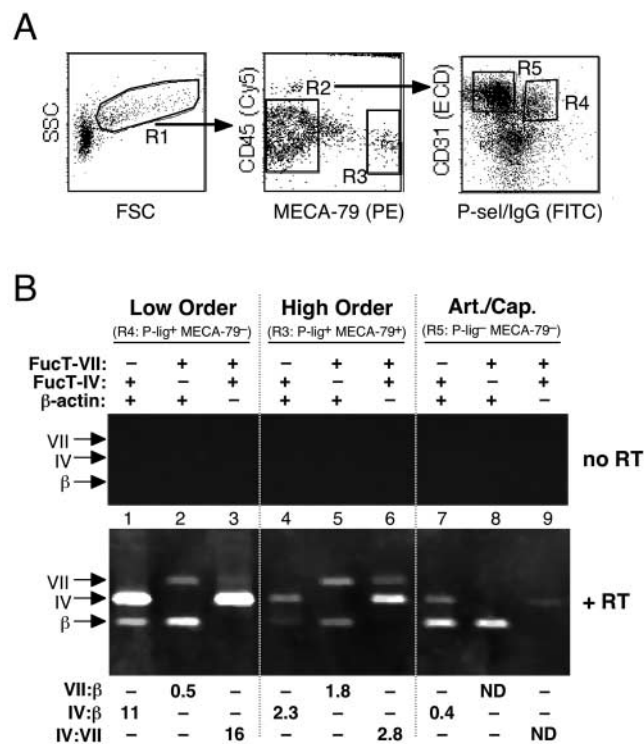 A
SSC
FSC
R1
CD45 (Cy5)
MECA-79 (PE)
R2
R3
CD31 (ECD)
P-sel/IgG (FITC)
R5
R4
B
Low Order High Order Art./Cap.
(R4: P-lig+ MECA-79–) (R3: P-lig+ MECA-79+) (R5: P-lig– MECA-79–)
FucT-VII: – + + – + + – + +
FucT-IV: + – + + – + + – +
β-actin: + + – + + – + + –
VII
IV
β
no RT
1 2 3 4 5 6 7 8 9
VII
IV
β
+ RT
VII:β – 0.5 – – 1.8 – – ND –
IV:β 11 – – 2.3 – – 0.4 – –
IV:VII – – 16 – – 2.8 – – ND